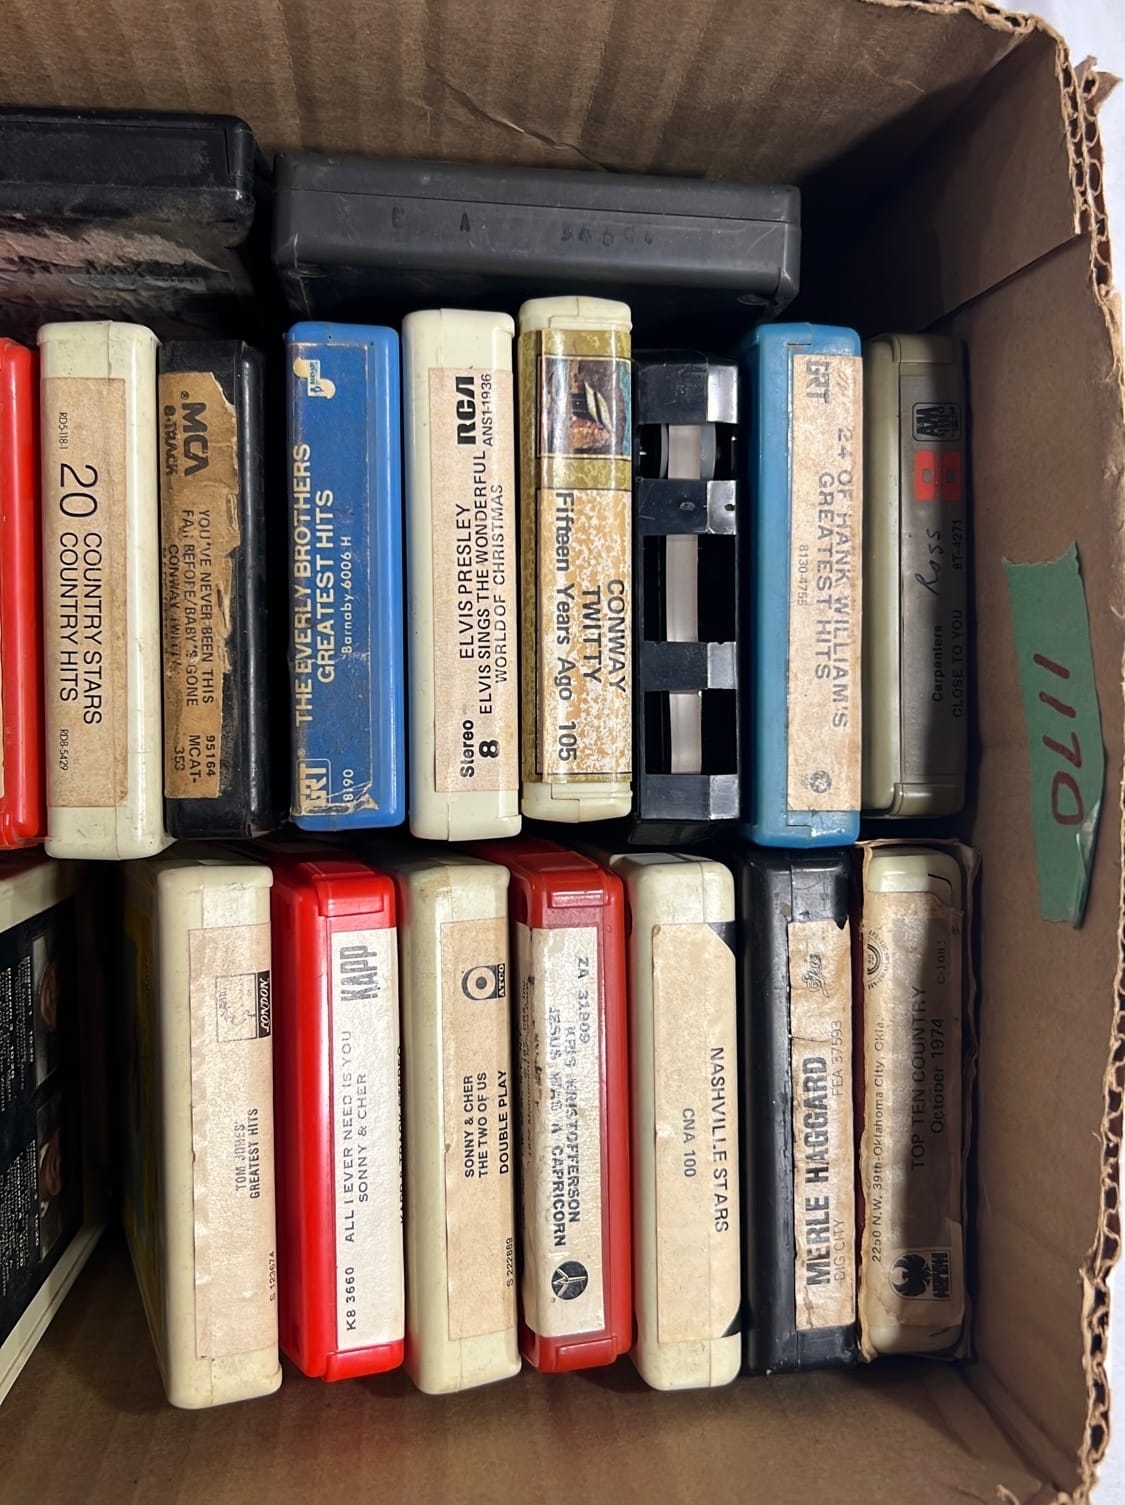 RD5118-1
20 COUNTRY STARS
20 COUNTRY HITS
RD8-5429
®MCA
8-TRACK
YOU'VE NEVER BEEN THIS
FAR BEFORE/BABY'S GONE
CONWAY TWITTY
95164
MCAT-
353
THE EVERLY BROTHERS
GREATEST HITS
Barnaby-6006 H
GRT
8190
RCA
ELVIS PRESLEY ANS1-1936
ELVIS SINGS THE WONDERFUL
WORLD OF CHRISTMAS
Stereo
8
CONWAY
TWITTY
Fifteen Years Ago 105
GRT
24 OF HANK WILLIAM'S
GREATEST HITS
8130-4755
A&M
Ross
8T-4271
Carpenters
CLOSE TO YOU
1170
LONDON
TOM JONES'
GREATEST HITS
KAPP
K8 3660 ALL I EVER NEED IS YOU
SONNY & CHER
ATCO
SONNY & CHER
THE TWO OF US
DOUBLE PLAY
ZA 31909
KRIS KRISTOFFERSON
JESUS WAS A CAPRICORN
NASHVILLE STARS
CNA 100
Epic
MERLE HAGGARD
BIG CITY
FEA 37593
2250 N.W. 39th-Oklahoma City, Okla.
TOP TEN COUNTRY
October 1974